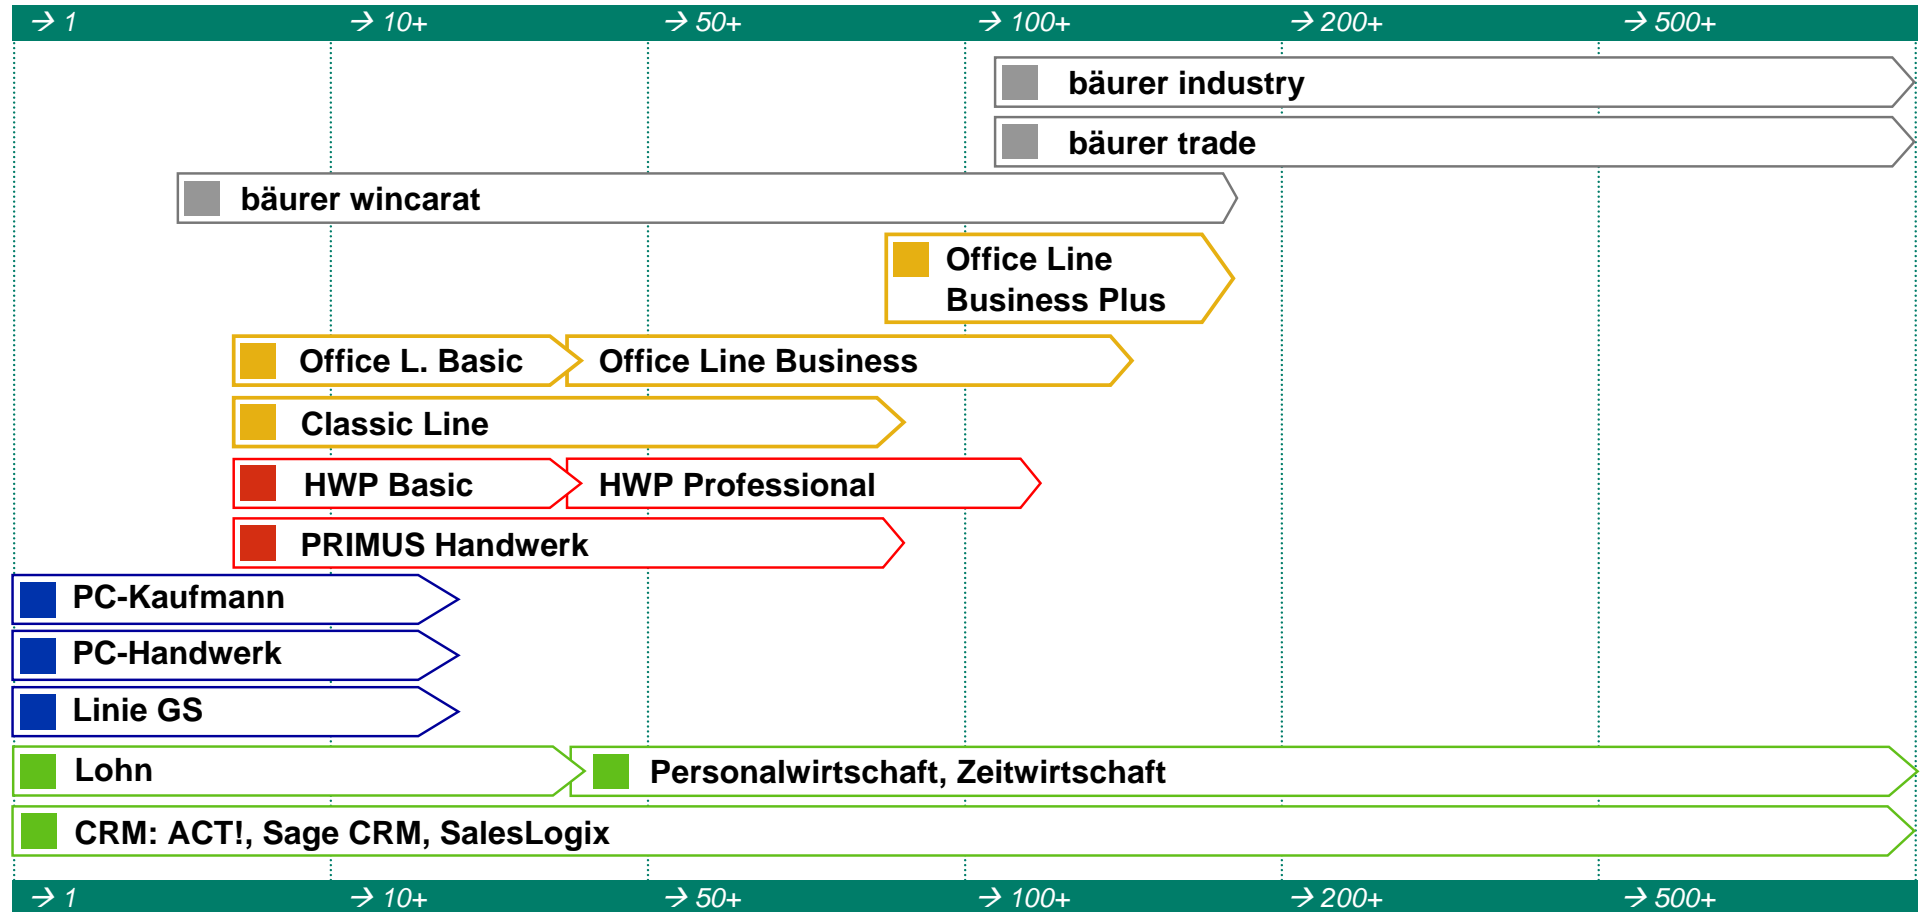 → 1 → 10+ → 50+ → 100+ → 200+ → 500+
bäurer industry
bäurer trade
bäurer wincarat
Office Line
Business Plus
Office L. Basic Office Line Business
Classic Line
HWP Basic HWP Professional
PRIMUS Handwerk
PC-Kaufmann
PC-Handwerk
Linie GS
Lohn Personalwirtschaft, Zeitwirtschaft
CRM: ACT!, Sage CRM, SalesLogix
→ 1 → 10+ → 50+ → 100+ → 200+ → 500+